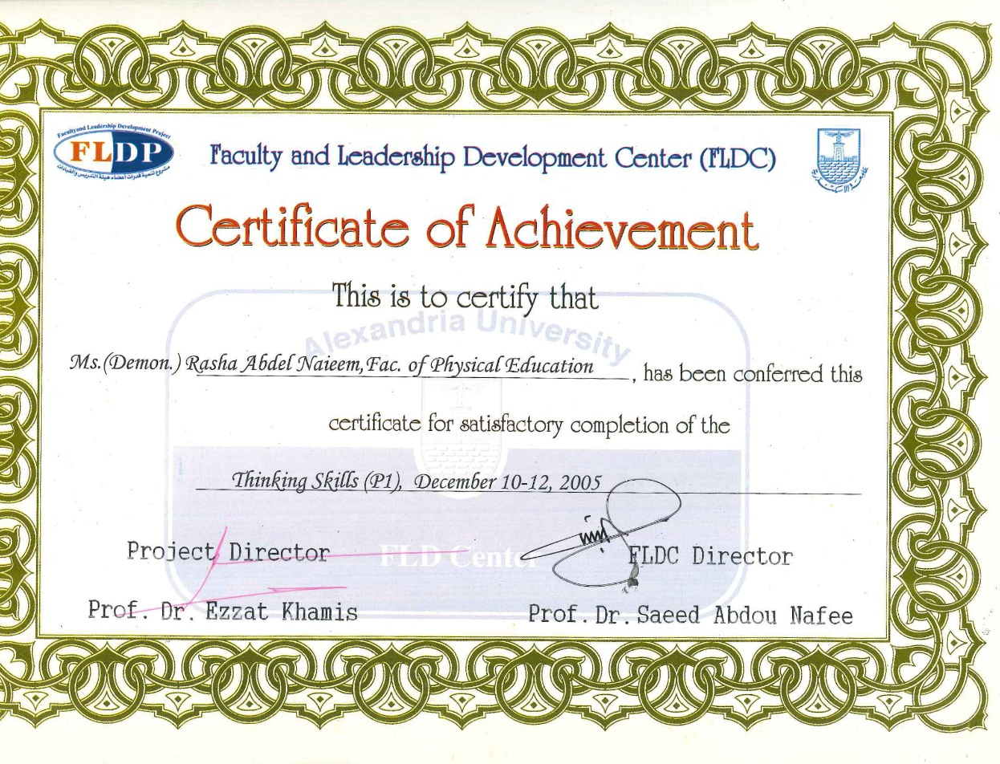 Faculty and Leadership Development Project
FLDP
مشروع تنمية قدرات أعضاء هيئة التدريس والقيادات
Faculty and Leadership Development Center (FLDC)
جامعة الإسكندرية
Certificate of Achievement
This is to certify that
Alexandria University
Ms.(Demon.) Rasha Abdel Naieem, Fac. of Physical Education , has been conferred this
certificate for satisfactory completion of the
Thinking Skills (P1), December 10-12, 2005
Project Director
FLD Center
FLDC Director
Prof. Dr. Ezzat Khamis
Prof. Dr. Saeed Abdou Nafee